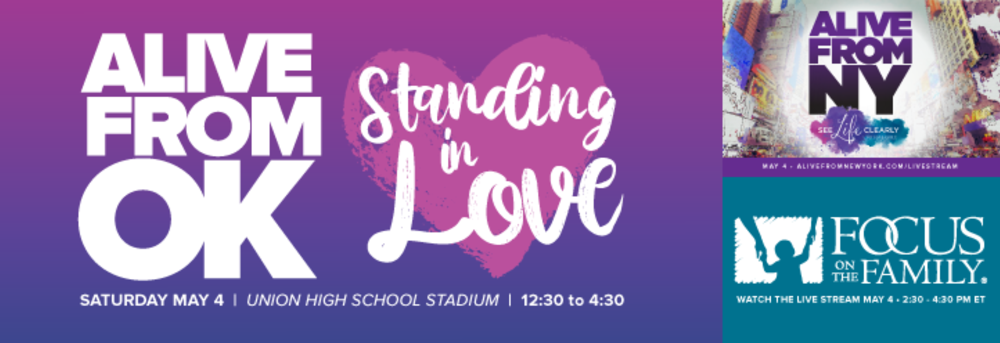 ALIVE
FROM
OK
Standing
in
Love
SATURDAY MAY 4 | UNION HIGH SCHOOL STADIUM | 12:30 to 4:30
ALIVE
FROM
NY
SEE Life CLEARLY
MAY 4 - ALIVEFROMNEWYORK.COM/LIVESTREAM
FOCUS
ON THE FAMILY®
WATCH THE LIVE STREAM MAY 4 • 2:30 - 4:30 PM ET